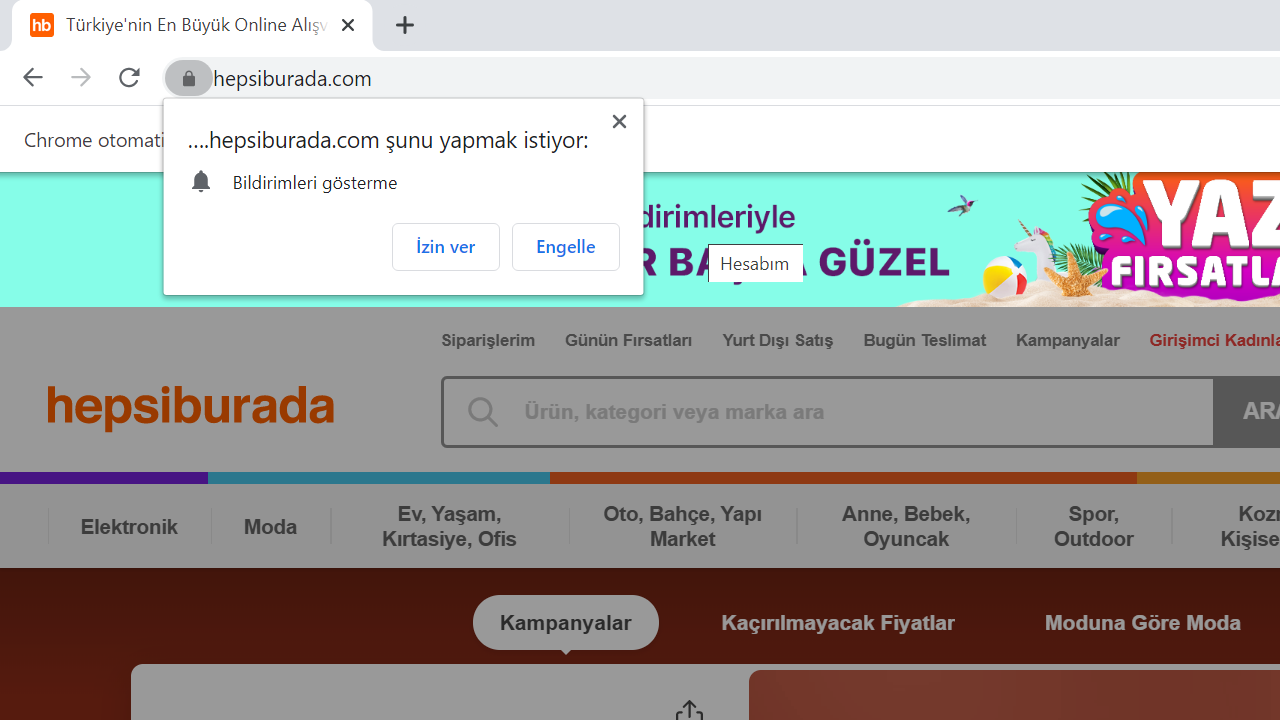 hb Türkiye'nin En Büyük Online Alışv
hepsiburada.com
Chrome otomati
....hepsiburada.com şunu yapmak istiyor:
Bildirimleri gösterme
İzin ver
Engelle
dirimleriyle
R BA A GÜZEL
Hesabım
YAZ
FIRSATLA
Siparişlerim Günün Fırsatları Yurt Dışı Satış Bugün Teslimat Kampanyalar Girişimci Kadınla
hepsiburada
Ürün, kategori veya marka ara
ARA
Elektronik
Moda
Ev, Yaşam,
Kırtasiye, Ofis
Oto, Bahçe, Yapı
Market
Anne, Bebek,
Oyuncak
Spor,
Outdoor
Kozr
Kişise
Kampanyalar
Kaçırılmayacak Fiyatlar
Moduna Göre Moda